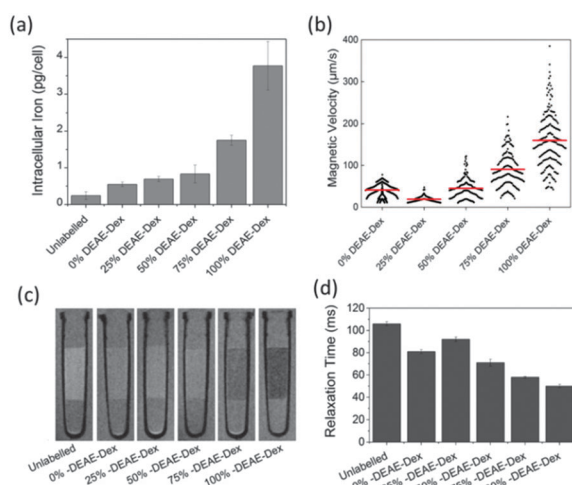 (a)
Intracellular Iron (pg/cell)
4
3
2
1
0
Unlabelled
0% DEAE-Dex
25% DEAE-Dex
50% DEAE-Dex
75% DEAE-Dex
100% DEAE-Dex
(b)
Magnetic Velocity (µm/s)
400
300
200
100
0
0% DEAE-Dex
25% DEAE-Dex
50% DEAE-Dex
75% DEAE-Dex
100% DEAE-Dex
(c)
Unlabelled
0% -DEAE-Dex
25% -DEAE-Dex
50% -DEAE-Dex
75% -DEAE-Dex
100% -DEAE-Dex
(d)
Relaxation Time (ms)
120
100
80
60
40
20
0
Unlabelled
0% -DEAE-Dex
-DEAE-Dex
-DEAE-Dex
-DEAE-Dex
-DEAE-Dex